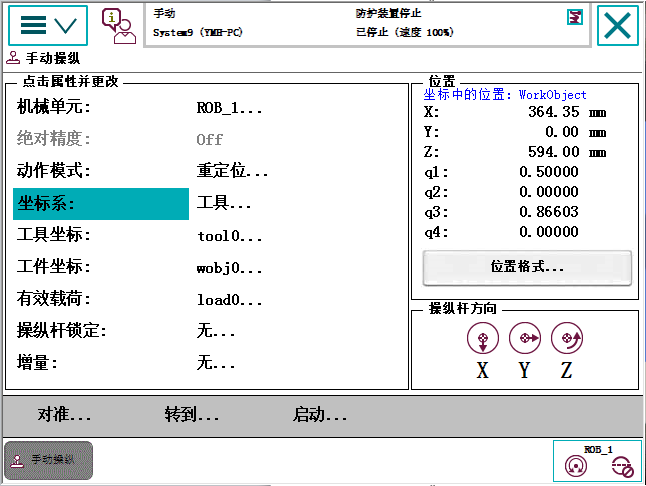 手动
防护装置停止
System9 (YMH-PC)
已停止 (速度 100%)
手动操纵
点击属性并更改
机械单元: ROB_1...
绝对精度: Off
动作模式: 重定位...
坐标系: 工具...
工具坐标: tool0...
工件坐标: wobj0...
有效载荷: load0...
操纵杆锁定: 无...
增量: 无...
位置
坐标中的位置: WorkObject
X: 364.35 mm
Y: 0.00 mm
Z: 594.00 mm
q1: 0.50000
q2: 0.00000
q3: 0.86603
q4: 0.00000
位置格式...
操纵杆方向
X Y Z
对准... 转到... 启动...
手动操纵
ROB_1